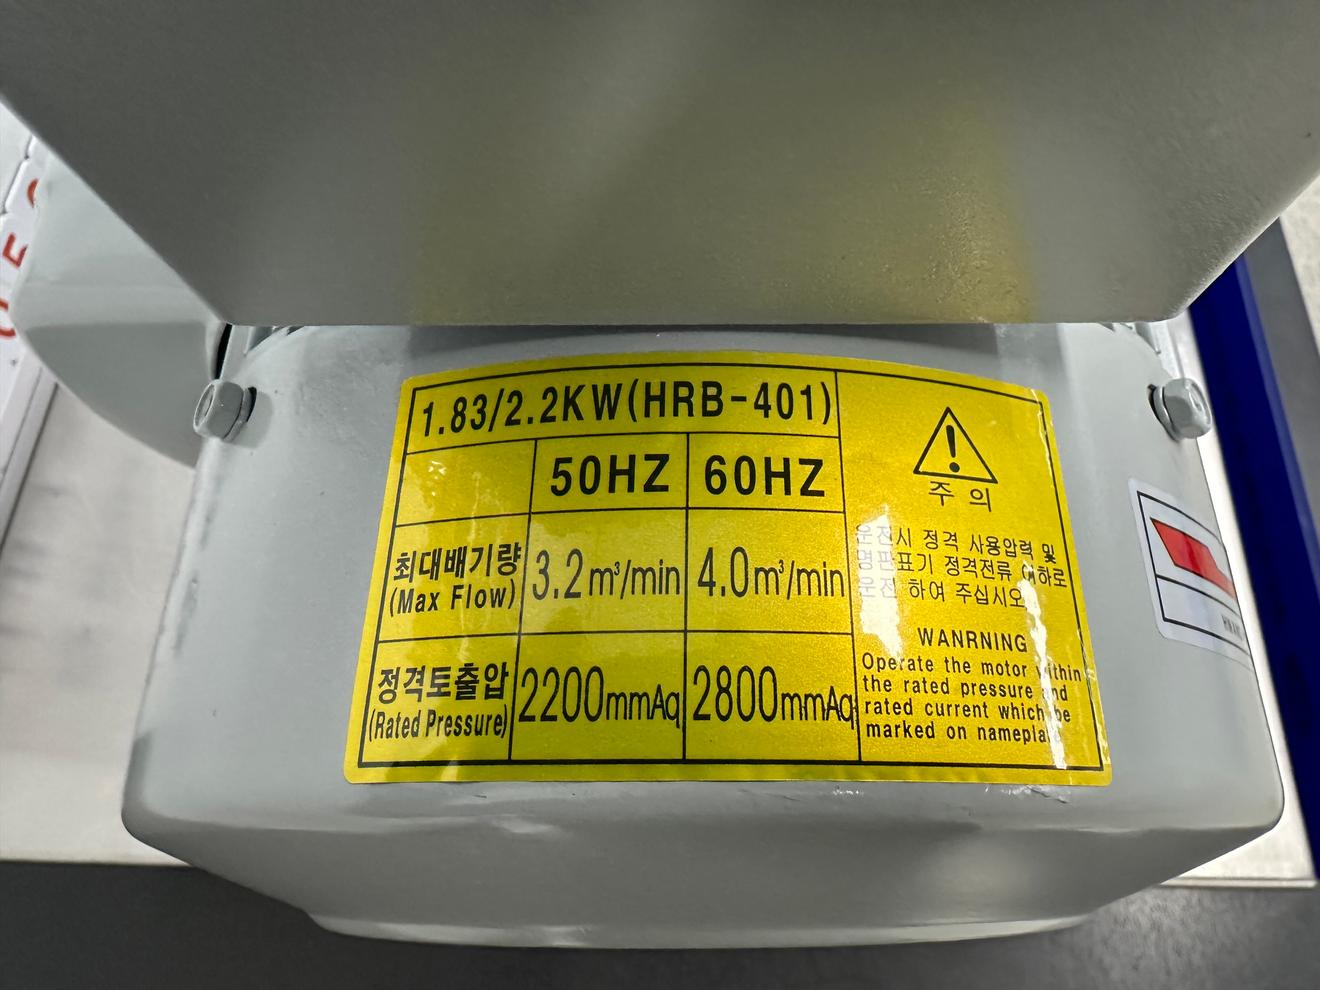 1.83/2.2KW(HRB-401)
50HZ 60HZ
최대배기량 3.2m³/min 4.0m³/min
(Max Flow)
정격토출압 2200mmAq 2800mmAq
(Rated Pressure)
주 의
운전시 정격 사용압력 및
명판표기 정격전류 이하로
운전 하여 주십시오
WANRNING
Operate the motor within
the rated pressure and
rated current which be
marked on nameplate